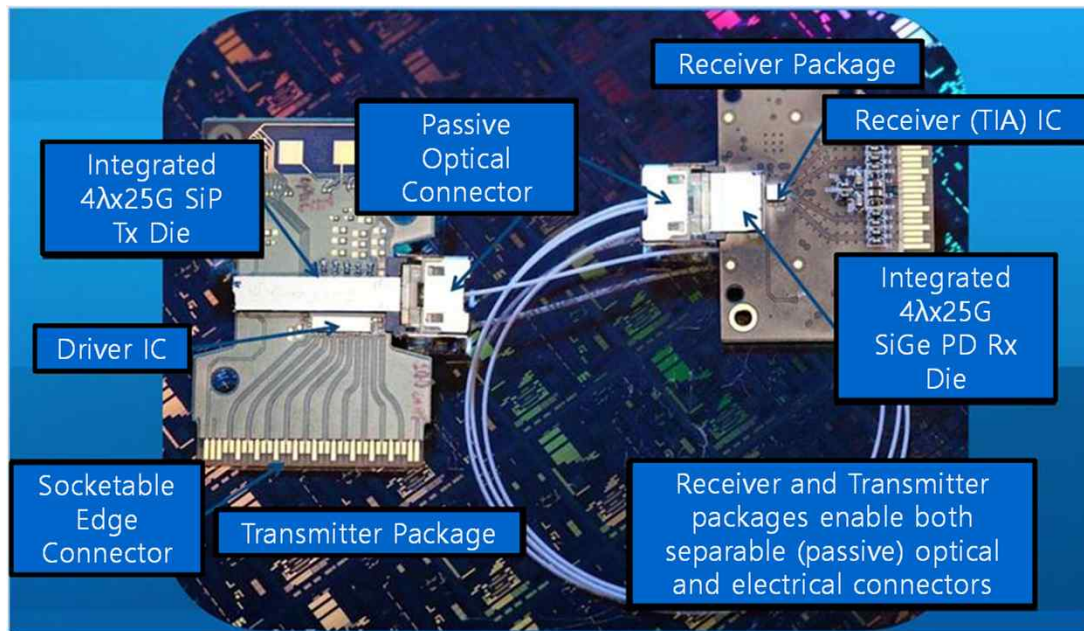 Receiver Package
Receiver (TIA) IC
Passive
Optical
Connector
Integrated
4λx25G SiP
Tx Die
Driver IC
Integrated
4λx25G
SiGe PD Rx
Die
Socketable
Edge
Connector
Transmitter Package
Receiver and Transmitter
packages enable both
separable (passive) optical
and electrical connectors